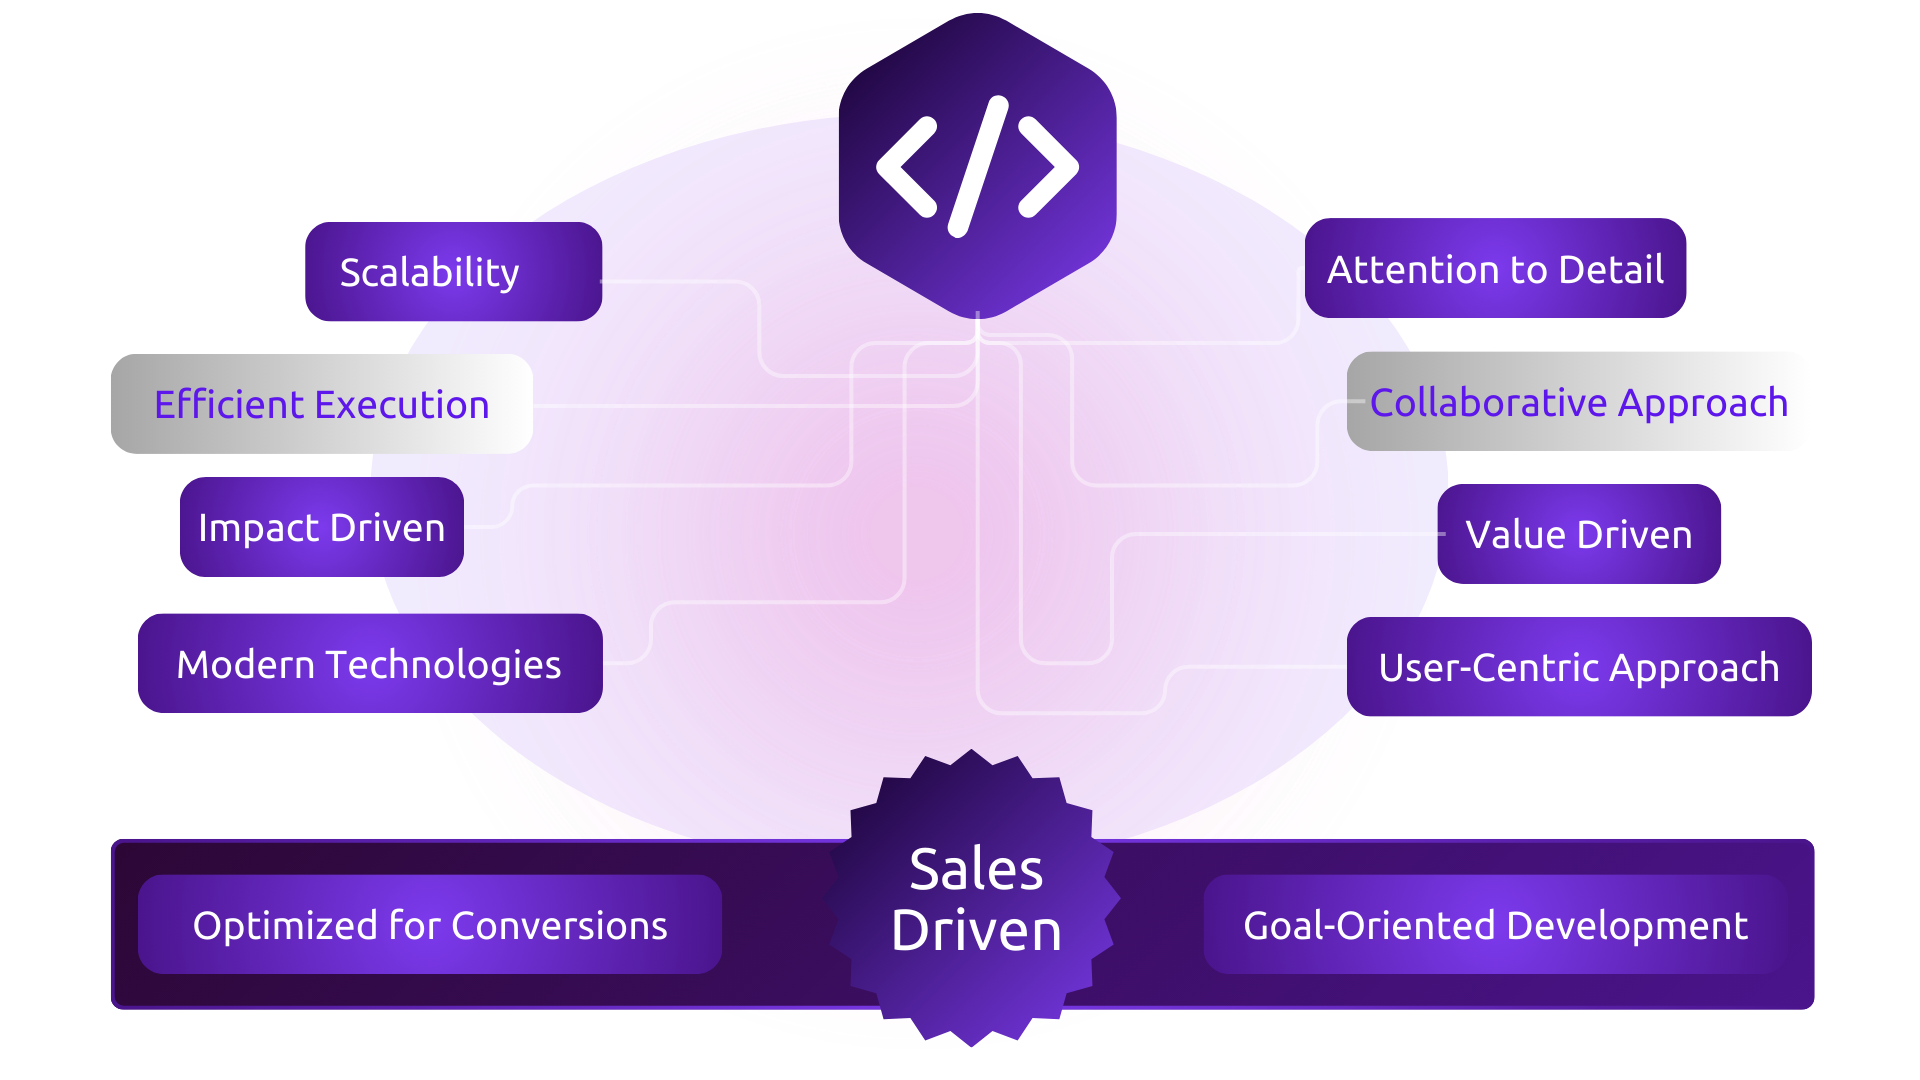 </>
Scalability
Attention to Detail
Efficient Execution
Collaborative Approach
Impact Driven
Value Driven
Modern Technologies
User-Centric Approach
Sales
Driven
Optimized for Conversions
Goal-Oriented Development